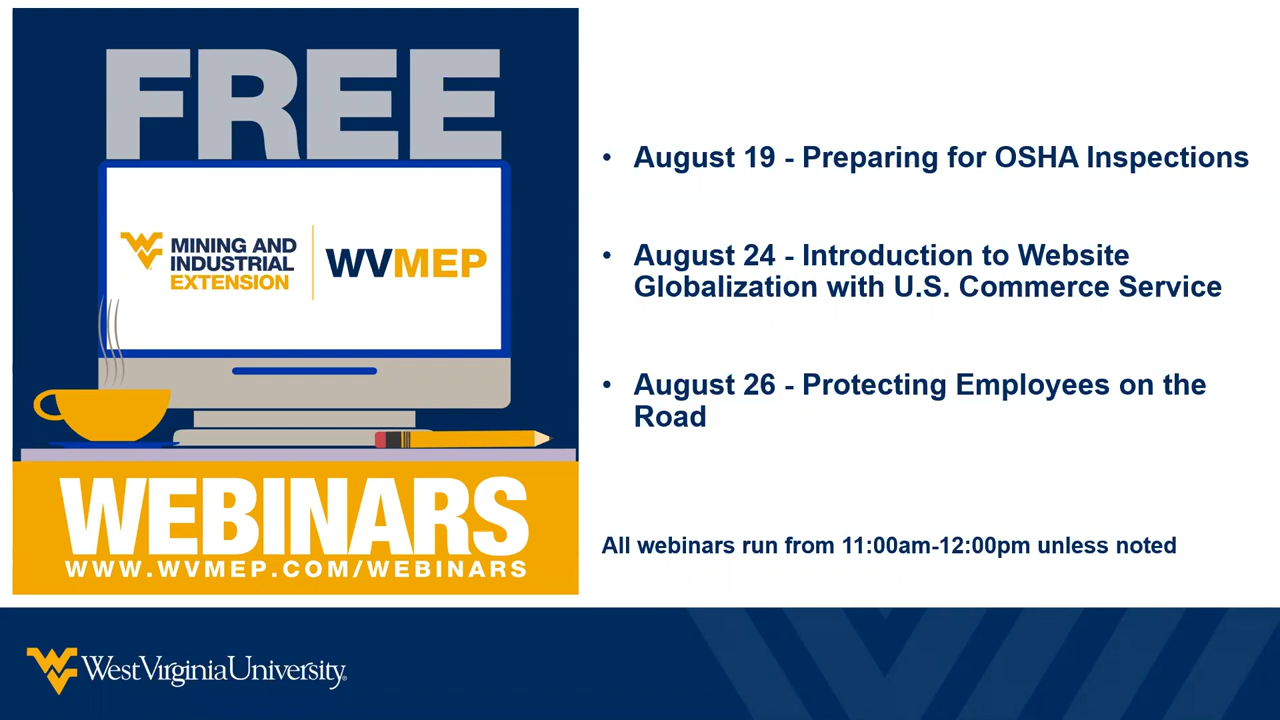 FREE
MINING AND
INDUSTRIAL
EXTENSION
WVMEP
WEBINARS
WWW.WVMEP.COM/WEBINARS
• August 19 - Preparing for OSHA Inspections
• August 24 - Introduction to Website
Globalization with U.S. Commerce Service
• August 26 - Protecting Employees on the
Road
All webinars run from 11:00am-12:00pm unless noted
WestVirginiaUniversity®